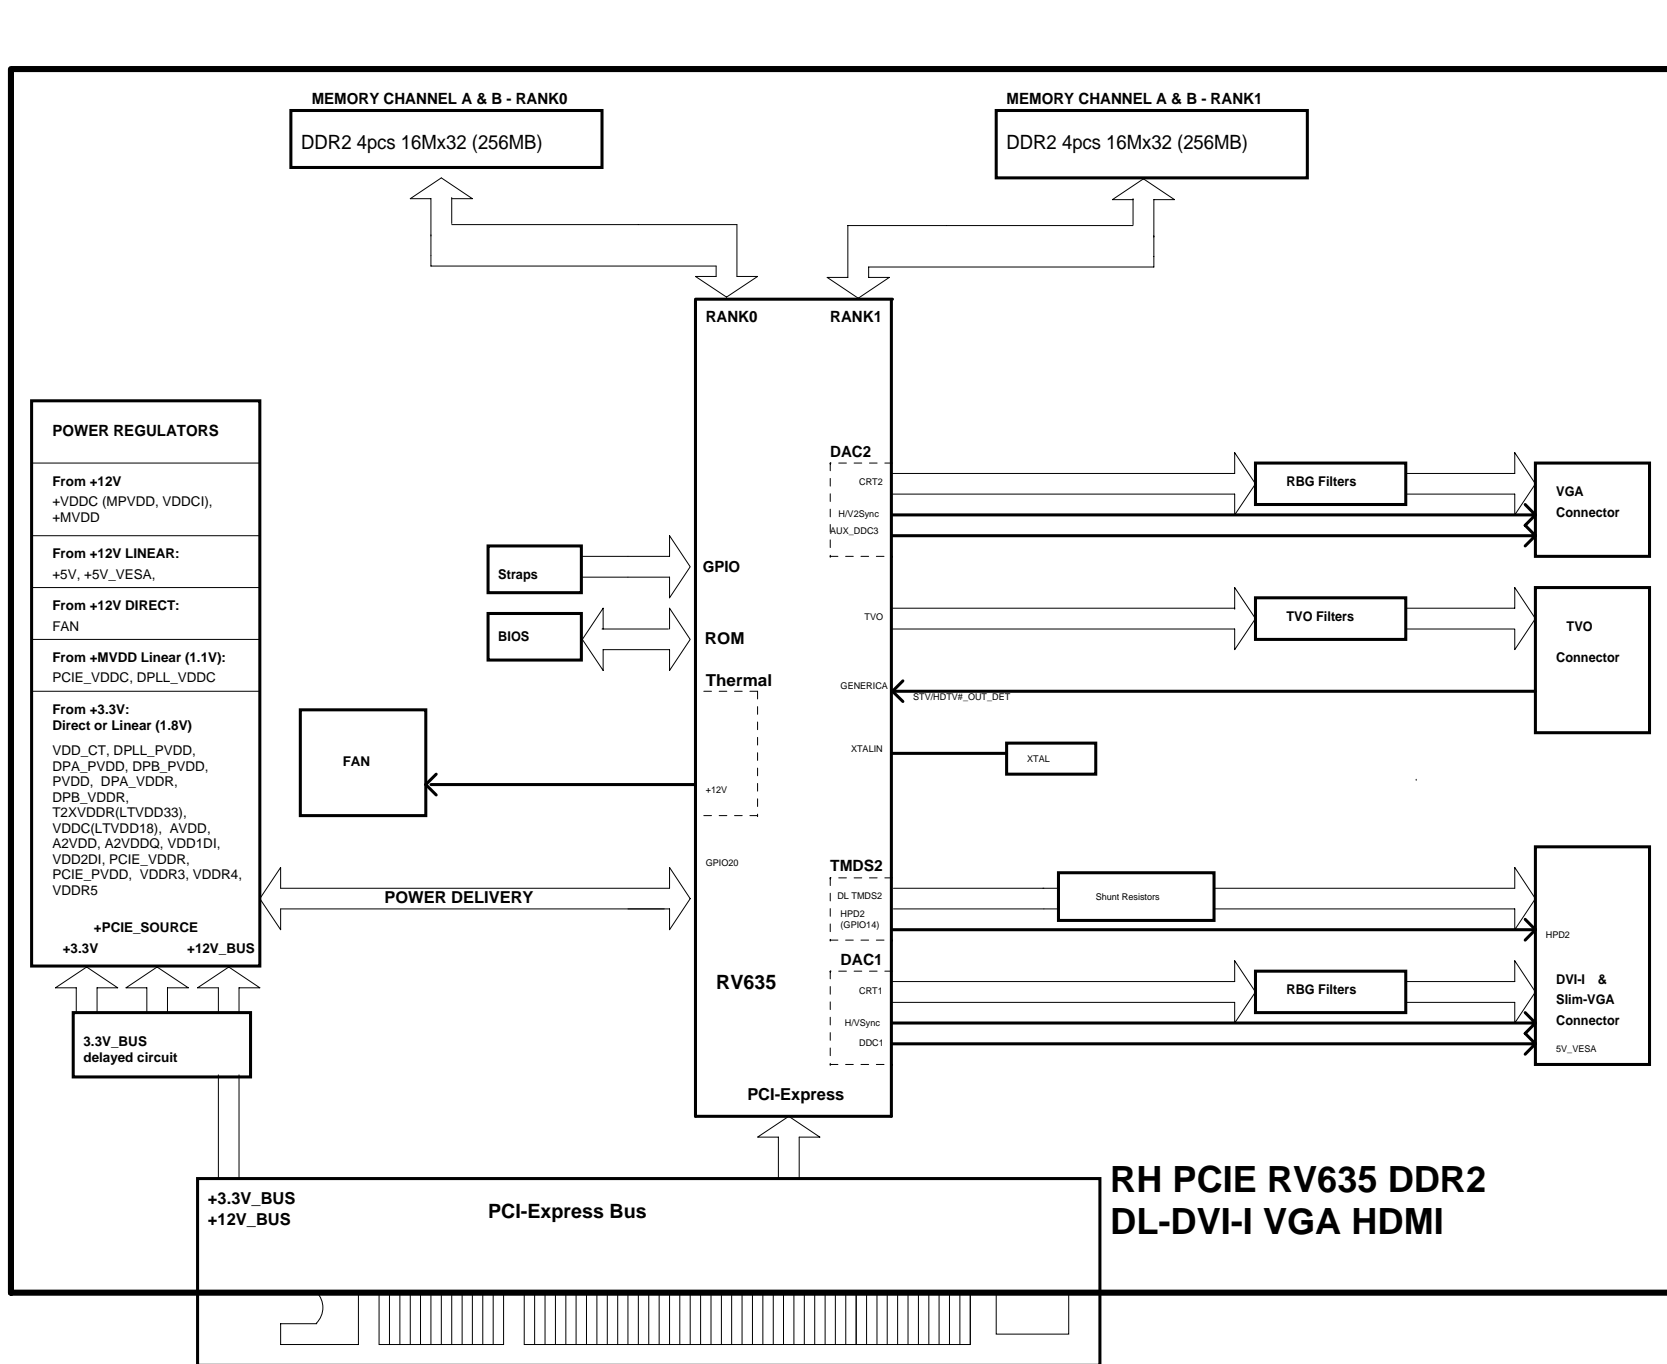 MEMORY CHANNEL A & B - RANK0
DDR2 4pcs 16Mx32 (256MB)
MEMORY CHANNEL A & B - RANK1
DDR2 4pcs 16Mx32 (256MB)
RANK0
RANK1
POWER REGULATORS
From +12V
+VDDC (MPVDD, VDDCI),
+MVDD
From +12V LINEAR:
+5V, +5V_VESA,
From +12V DIRECT:
FAN
From +MVDD Linear (1.1V):
PCIE_VDDC, DPLL_VDDC
From +3.3V:
Direct or Linear (1.8V)
VDD_CT, DPLL_PVDD,
DPA_PVDD, DPB_PVDD,
PVDD, DPA_VDDR,
DPB_VDDR,
T2XVDDR(LTVDD33),
VDDC(LTVDD18), AVDD,
A2VDD, A2VDDQ, VDD1DI,
VDD2DI, PCIE_VDDR,
PCIE_PVDD, VDDR3, VDDR4,
VDDR5
+PCIE_SOURCE
+3.3V
+12V_BUS
3.3V_BUS
delayed circuit
Straps
BIOS
FAN
POWER DELIVERY
GPIO
ROM
Thermal
+12V
GPIO20
RV635
PCI-Express
DAC2
CRT2
H/V2Sync
AUX_DDC3
TVO
GENERICA
STV/HDTV#_OUT_DET
XTALIN
XTAL
TMDS2
DL TMDS2
HPD2
(GPIO14)
DAC1
CRT1
H/VSync
DDC1
RBG Filters
VGA
Connector
TVO Filters
TVO
Connector
Shunt Resistors
RBG Filters
HPD2
DVI-I &
Slim-VGA
Connector
5V_VESA
+3.3V_BUS
+12V_BUS
PCI-Express Bus
RH PCIE RV635 DDR2
DL-DVI-I VGA HDMI